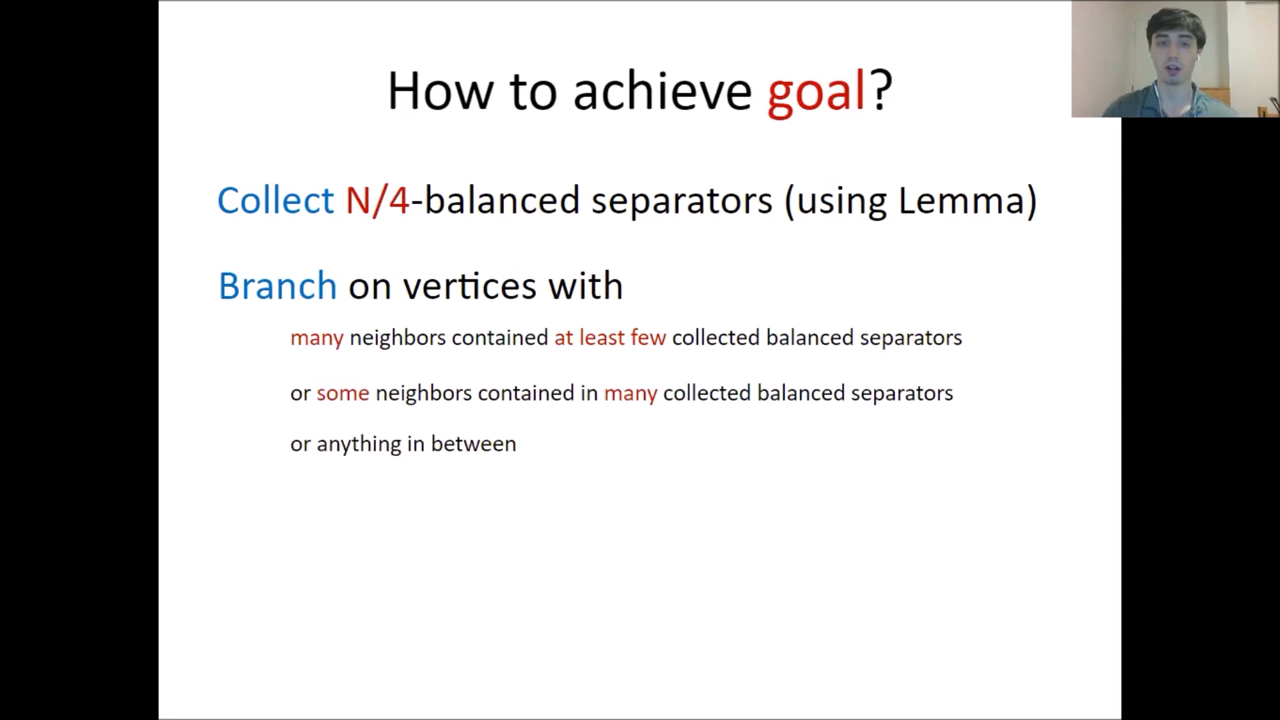 How to achieve goal?
Collect N/4-balanced separators (using Lemma)
Branch on vertices with
many neighbors contained at least few collected balanced separators
or some neighbors contained in many collected balanced separators
or anything in between